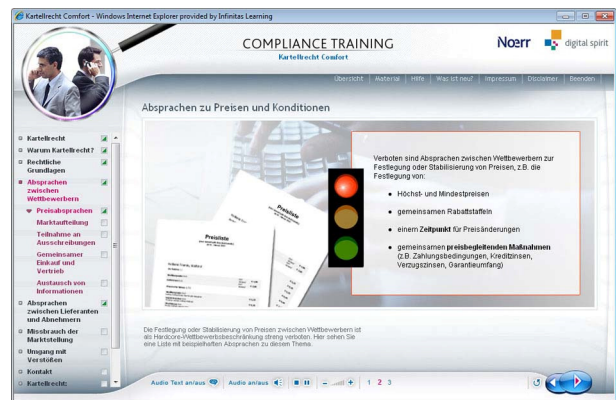 Kartellrecht Comfort - Windows Internet Explorer provided by Infinitas Learning
COMPLIANCE TRAINING
Kartellrecht Comfort
Nœrr
digital spirit
Übersicht | Material | Hilfe | Was ist neu? | Impressum | Disclaimer | Beenden
Absprachen zu Preisen und Konditionen
Kartellrecht
Warum Kartellrecht?
Rechtliche
Grundlagen
Absprachen
zwischen
Wettbewerbern
Preisabsprachen
Marktaufteilung
Teilnahme an
Ausschreibungen
Gemeinsamer
Einkauf und
Vertrieb
Austausch von
Informationen
Absprachen
zwischen Lieferanten
und Abnehmern
Missbrauch der
Marktstellung
Umgang mit
Verstößen
Kontakt
Kartellrecht:
Preisliste
Preisliste
Verboten sind Absprachen zwischen Wettbewerbern zur
Festlegung oder Stabilisierung von Preisen, z.B. die
Festlegung von:
• Höchst- und Mindestpreisen
• gemeinsamen Rabattstaffeln
• einem Zeitpunkt für Preisänderungen
• gemeinsamen preisbegleitenden Maßnahmen
(z.B. Zahlungsbedingungen, Kreditzinsen,
Verzugszinsen, Garantieumfang)
Die Festlegung oder Stabilisierung von Preisen zwischen Wettbewerbern ist
als Hardcore-Wettbewerbsbeschränkung streng verboten. Hier sehen Sie
eine Liste mit beispielhaften Absprachen zu diesem Thema.
Audio Text an/aus | Audio an/aus | 1 2 3